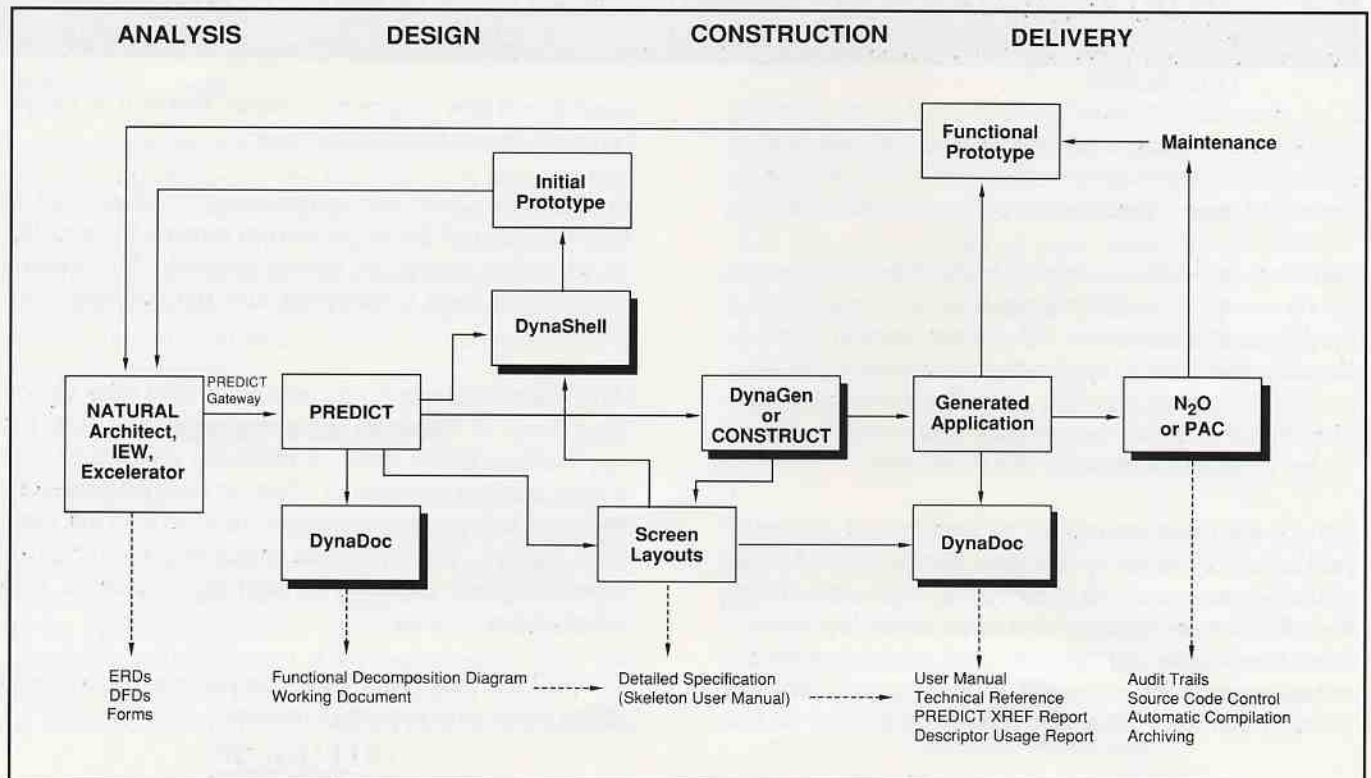 ANALYSIS
DESIGN
CONSTRUCTION
DELIVERY
Functional
Prototype
Maintenance
Initial
Prototype
DynaShell
NATURAL
Architect,
IEW,
Excelerator
PREDICT
Gateway
PREDICT
DynaGen
or
CONSTRUCT
Generated
Application
N2O
or PAC
DynaDoc
Screen
Layouts
DynaDoc
ERDs
DFDs
Forms
Functional Decomposition Diagram
Working Document
Detailed Specification
(Skeleton User Manual)
User Manual
Technical Reference
PREDICT XREF Report
Descriptor Usage Report
Audit Trails
Source Code Control
Automatic Compilation
Archiving